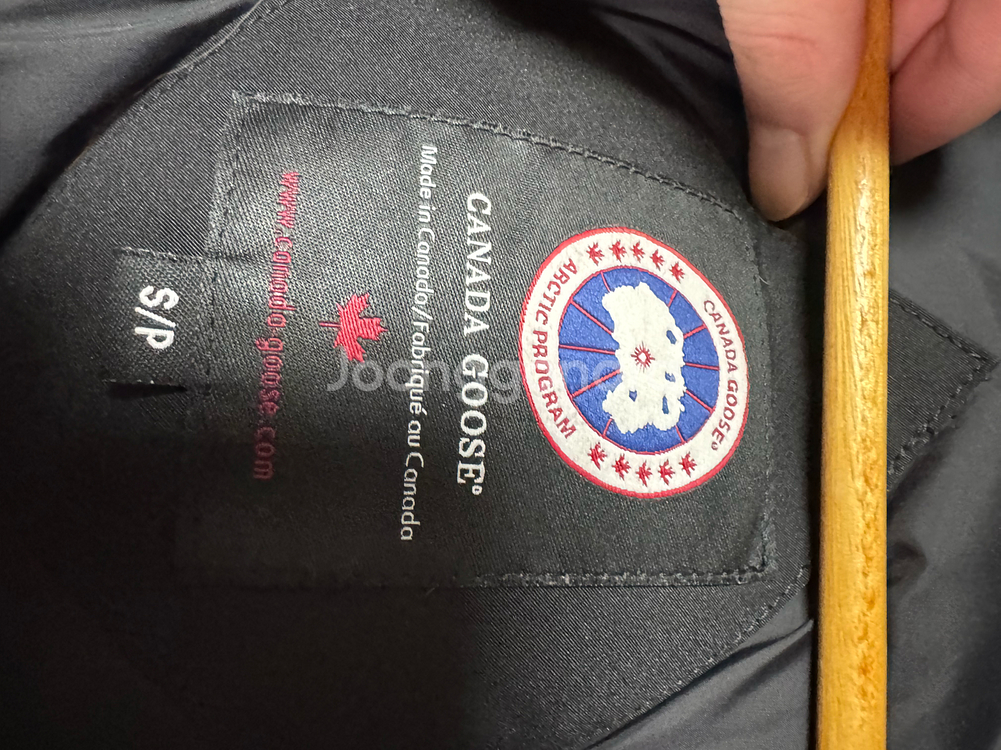 CANADA GOOSE®
ARCTIC PROGRAM
CANADA GOOSE®
Made in Canada/Fabriqué au Canada
www.canada-goose.com
S/P